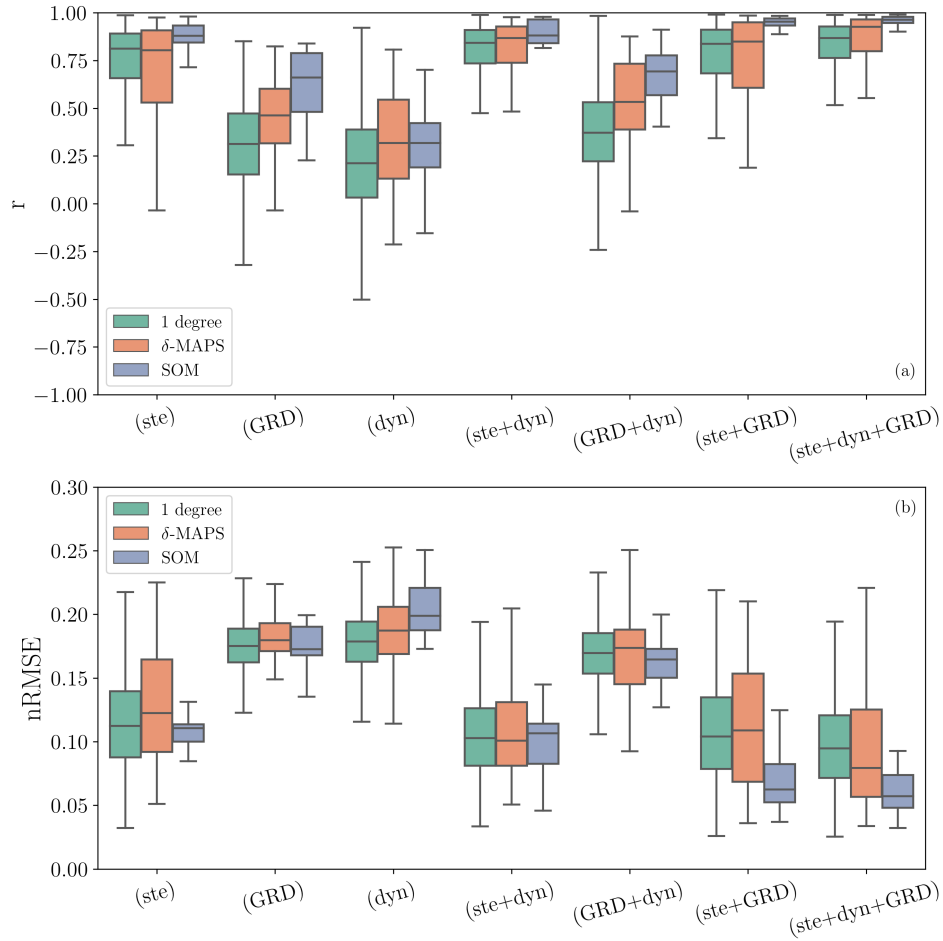 1.00
0.75
0.50
0.25
0.00
−0.25
−0.50
−0.75
−1.00
r
1 degree
δ-MAPS
SOM
(a)
(ste)
(GRD)
(dyn)
(ste+dyn)
(GRD+dyn)
(ste+GRD)
(ste+dyn+GRD)
0.30
0.25
0.20
0.15
0.10
0.05
0.00
nRMSE
1 degree
δ-MAPS
SOM
(b)
(ste)
(GRD)
(dyn)
(ste+dyn)
(GRD+dyn)
(ste+GRD)
(ste+dyn+GRD)